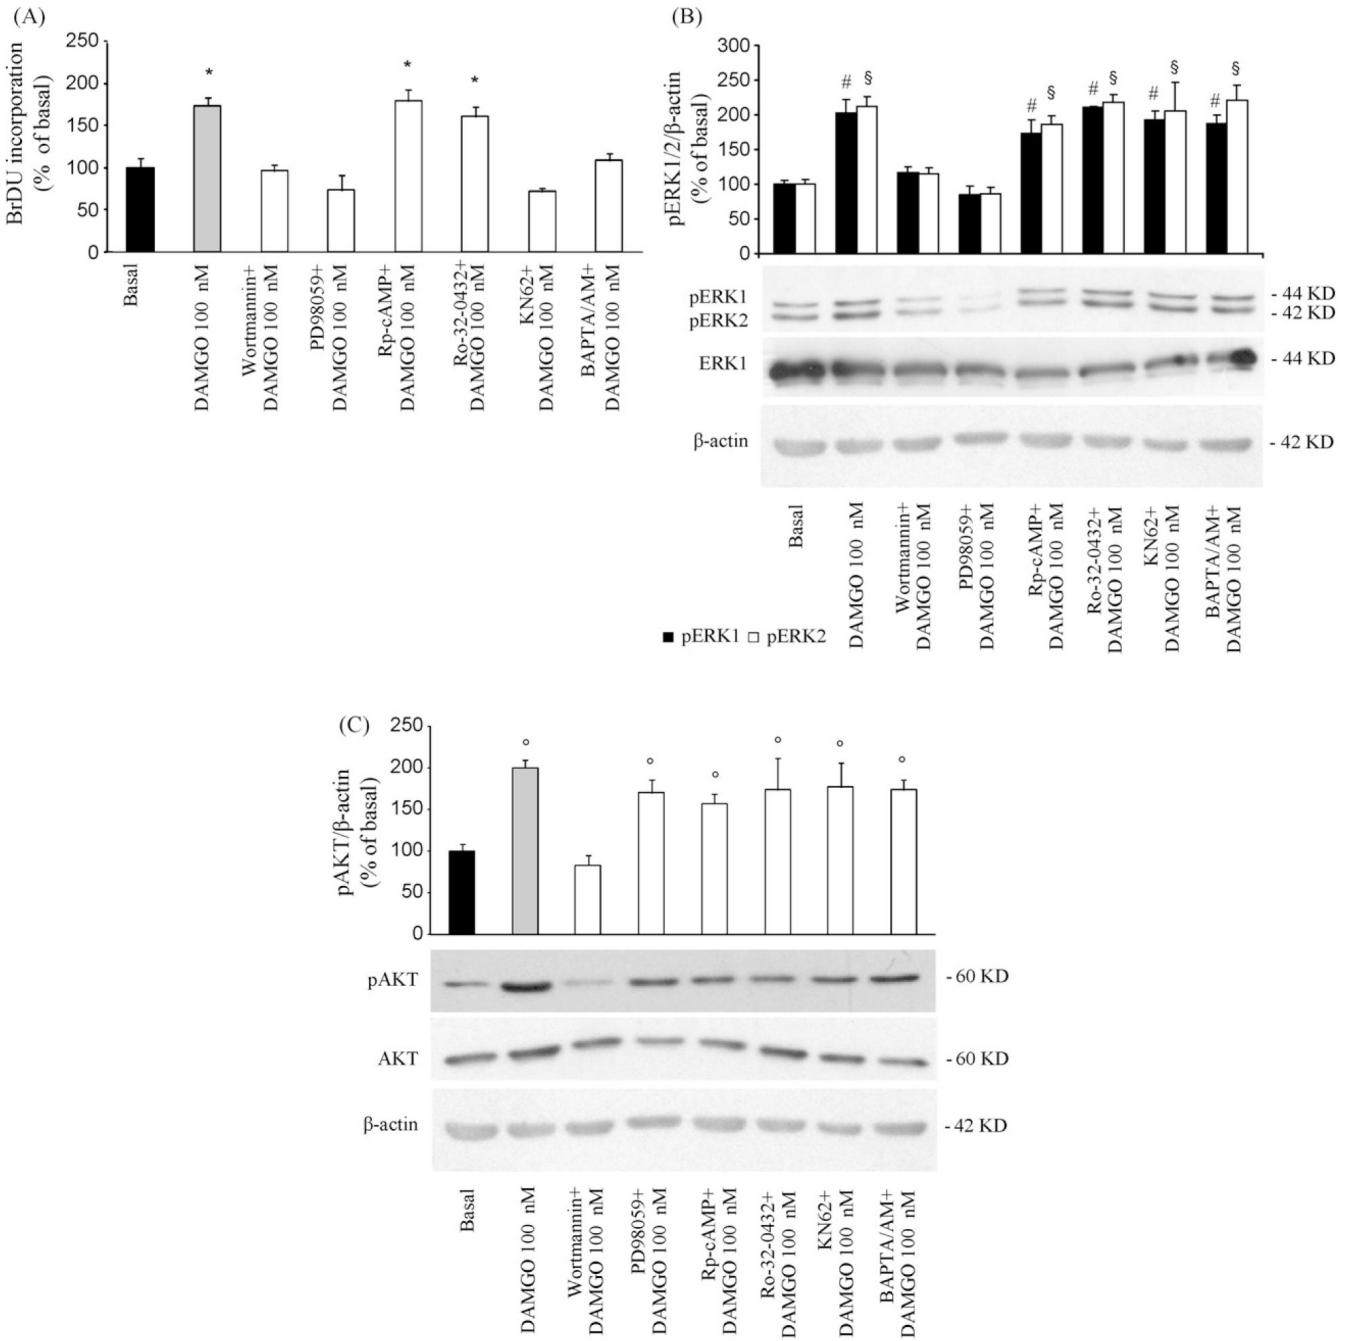 (A)
BrDU incorporation
(% of basal)
250
200
150
100
50
0
*
*
*
Basal
DAMGO 100 nM
Wortmannin+
DAMGO 100 nM
PD98059+
DAMGO 100 nM
Rp-cAMP+
DAMGO 100 nM
Ro-32-0432+
DAMGO 100 nM
KN62+
DAMGO 100 nM
BAPTA/AM+
DAMGO 100 nM
(B)
pERK1/2/β-actin
(% of basal)
300
250
200
150
100
50
0
# §
# §
# §
# §
# §
pERK1
pERK2
- 44 KD
- 42 KD
ERK1
- 44 KD
β-actin
- 42 KD
Basal
DAMGO 100 nM
Wortmannin+
DAMGO 100 nM
PD98059+
DAMGO 100 nM
Rp-cAMP+
DAMGO 100 nM
Ro-32-0432+
DAMGO 100 nM
KN62+
DAMGO 100 nM
BAPTA/AM+
DAMGO 100 nM
■ pERK1 □ pERK2
(C)
pAKT/β-actin
(% of basal)
250
200
150
100
50
0
°
°
°
°
°
°
pAKT
- 60 KD
AKT
- 60 KD
β-actin
- 42 KD
Basal
DAMGO 100 nM
Wortmannin+
DAMGO 100 nM
PD98059+
DAMGO 100 nM
Rp-cAMP+
DAMGO 100 nM
Ro-32-0432+
DAMGO 100 nM
KN62+
DAMGO 100 nM
BAPTA/AM+
DAMGO 100 nM